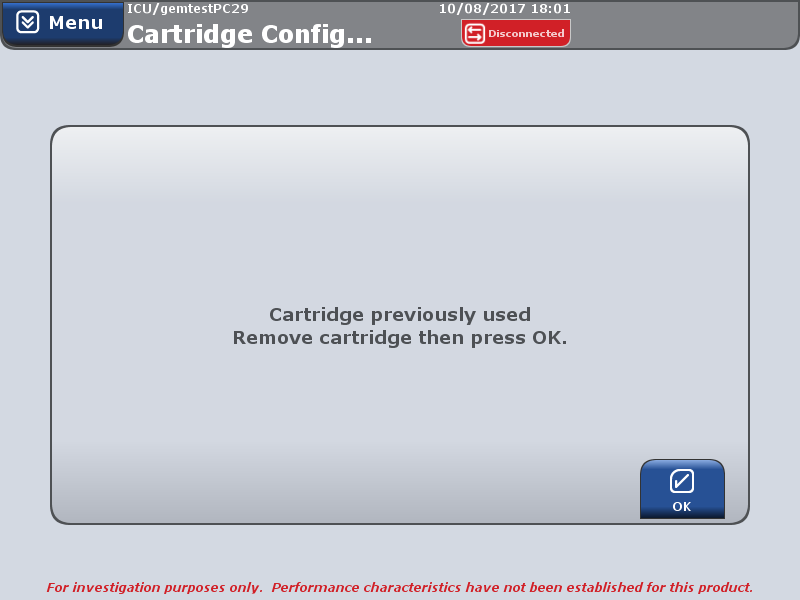 Menu
ICU/gemtestPC29
10/08/2017 18:01
Cartridge Config...
Disconnected
Cartridge previously used
Remove cartridge then press OK.
OK
For investigation purposes only.  Performance characteristics have not been established for this product.